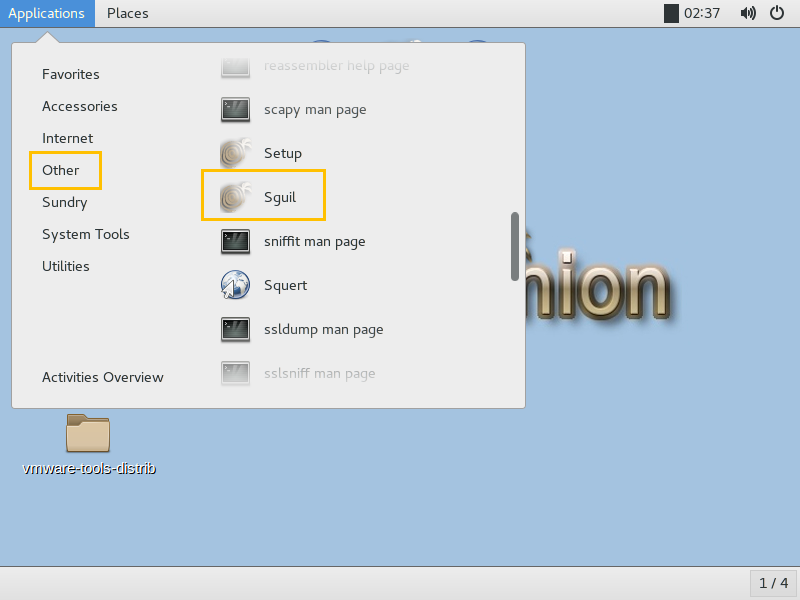 Applications
Places
02:37
Favorites
Accessories
Internet
Other
Sundry
System Tools
Utilities
Activities Overview
reassembler help page
scapy man page
Setup
Sguil
sniffit man page
Squert
ssldump man page
sslsniff man page
nion
vmware-tools-distrib
1 / 4